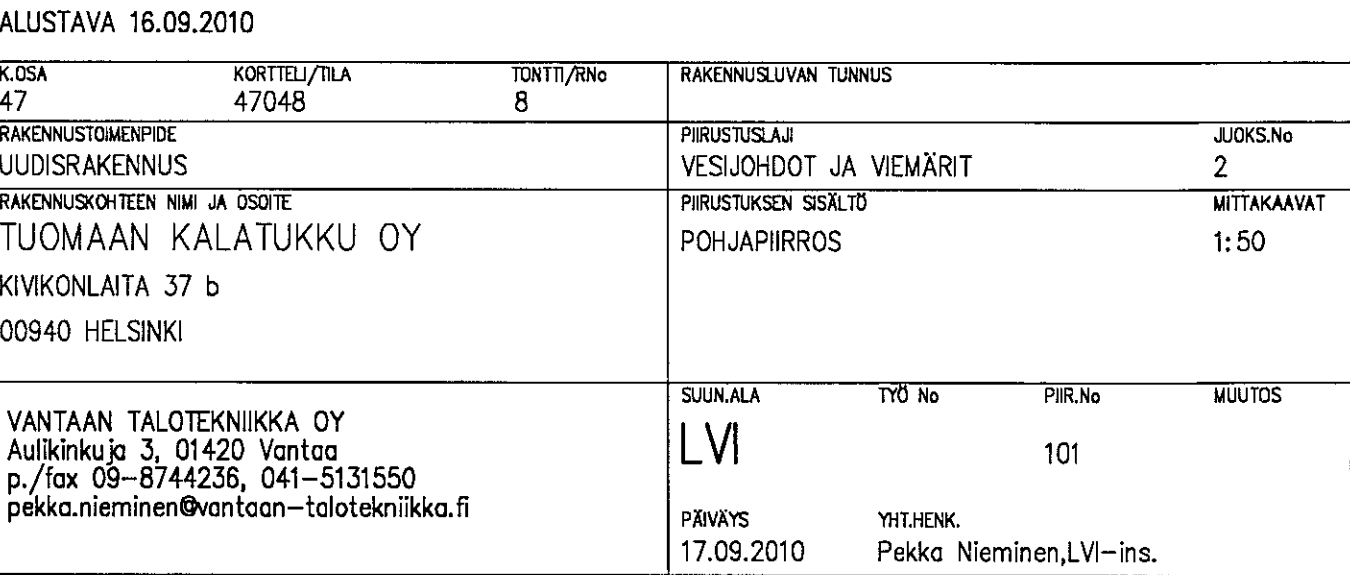 ALUSTAVA 16.09.2010
K.OSA KORTTELI/TILA TONTTI/RNo RAKENNUSLUVAN TUNNUS
47 47048 8
RAKENNUSTOIMENPIDE PIIRUSTUSLAJI JUOKS.No
UUDISRAKENNUS VESIJOHDOT JA VIEMÄRIT 2
RAKENNUSKOHTEEN NIMI JA OSOITE PIIRUSTUKSEN SISÄLTÖ MITTAKAAVAT
TUOMAAN KALATUKKU OY POHJAPIIRROS 1:50
KIVIKONLAITA 37 b
00940 HELSINKI
SUUN.ALA TYÖ No PIIR.No MUUTOS
VANTAAN TALOTEKNIIKKA OY
Aulikinkuja 3, 01420 Vantaa LVI 101
p./fax 09-8744236, 041-5131550
pekka.nieminen@vantaan-talotekniikka.fi
PÄIVÄYS YHT.HENK.
17.09.2010 Pekka Nieminen,LVI-ins.